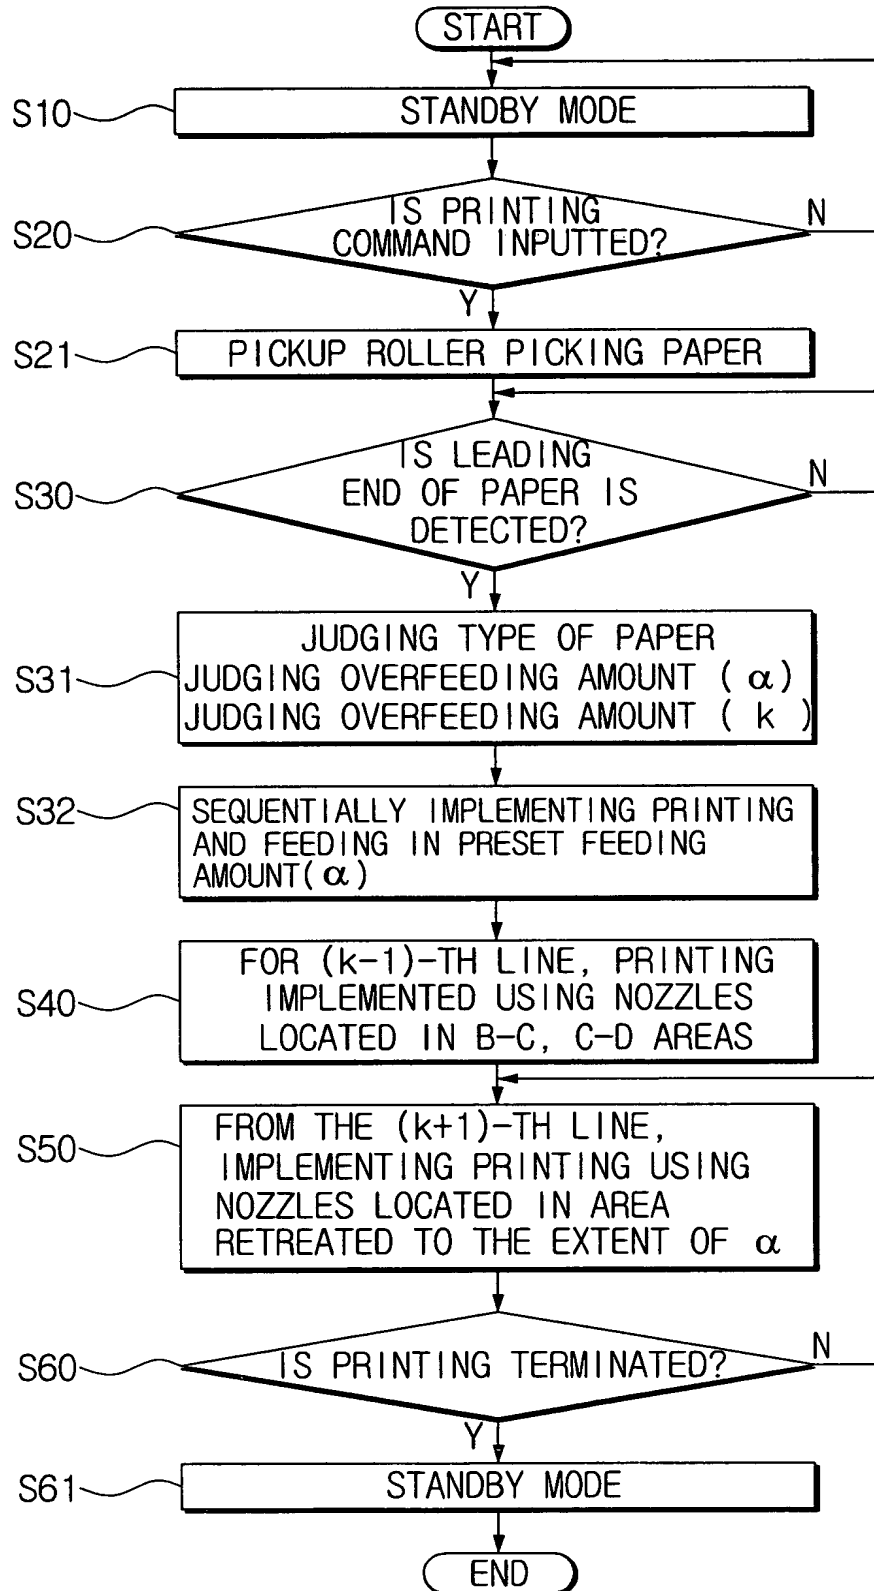 START
S10
STANDBY MODE
S20
IS PRINTING
COMMAND INPUTTED?
N
Y
S21
PICKUP ROLLER PICKING PAPER
S30
IS LEADING
END OF PAPER IS
DETECTED?
N
Y
S31
JUDGING TYPE OF PAPER
JUDGING OVERFEEDING AMOUNT ( α )
JUDGING OVERFEEDING AMOUNT ( k )
S32
SEQUENTIALLY IMPLEMENTING PRINTING
AND FEEDING IN PRESET FEEDING
AMOUNT( α )
S40
FOR (k-1)-TH LINE, PRINTING
IMPLEMENTED USING NOZZLES
LOCATED IN B-C, C-D AREAS
S50
FROM THE (k+1)-TH LINE,
IMPLEMENTING PRINTING USING
NOZZLES LOCATED IN AREA
RETREATED TO THE EXTENT OF α
S60
IS PRINTING TERMINATED?
N
Y
S61
STANDBY MODE
END